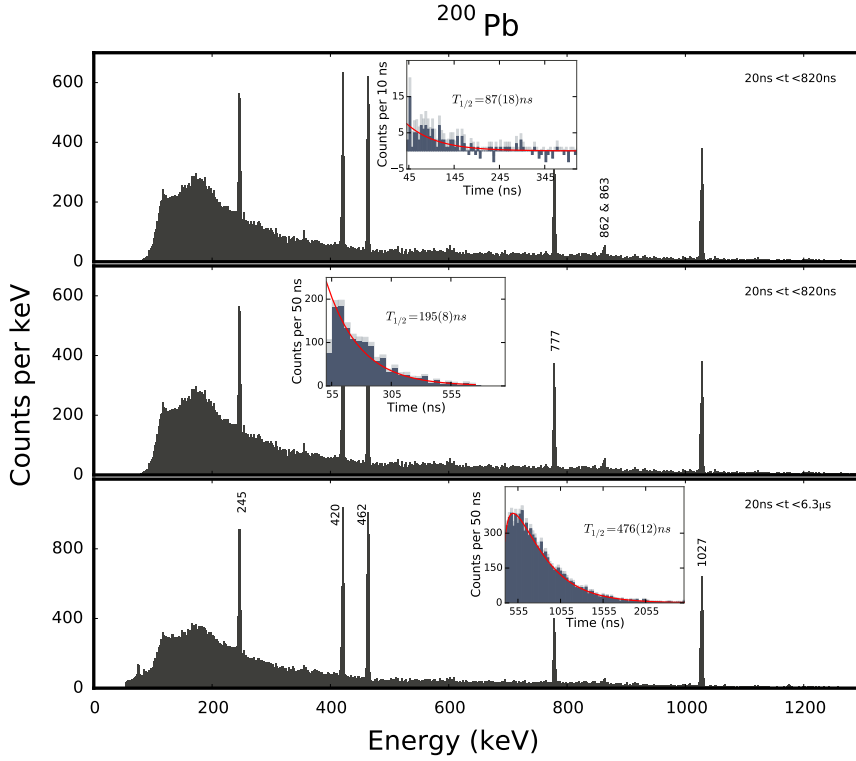 ²⁰⁰Pb
Counts per keV
600
400
200
0
20ns<t<820ns
862 & 863
Counts per 10 ns
15
5
−5
T₁/₂=87(18)ns
45 145 245 345
Time (ns)
600
400
200
0
20ns<t<820ns
777
Counts per 50 ns
200
100
0
T₁/₂=195(8)ns
55 305 555
Time (ns)
800
400
0
20ns<t<6.3μs
245
420
462
1027
Counts per 50 ns
300
150
0
T₁/₂=476(12)ns
555 1055 1555 2055
Time (ns)
0 200 400 600 800 1000 1200
Energy (keV)